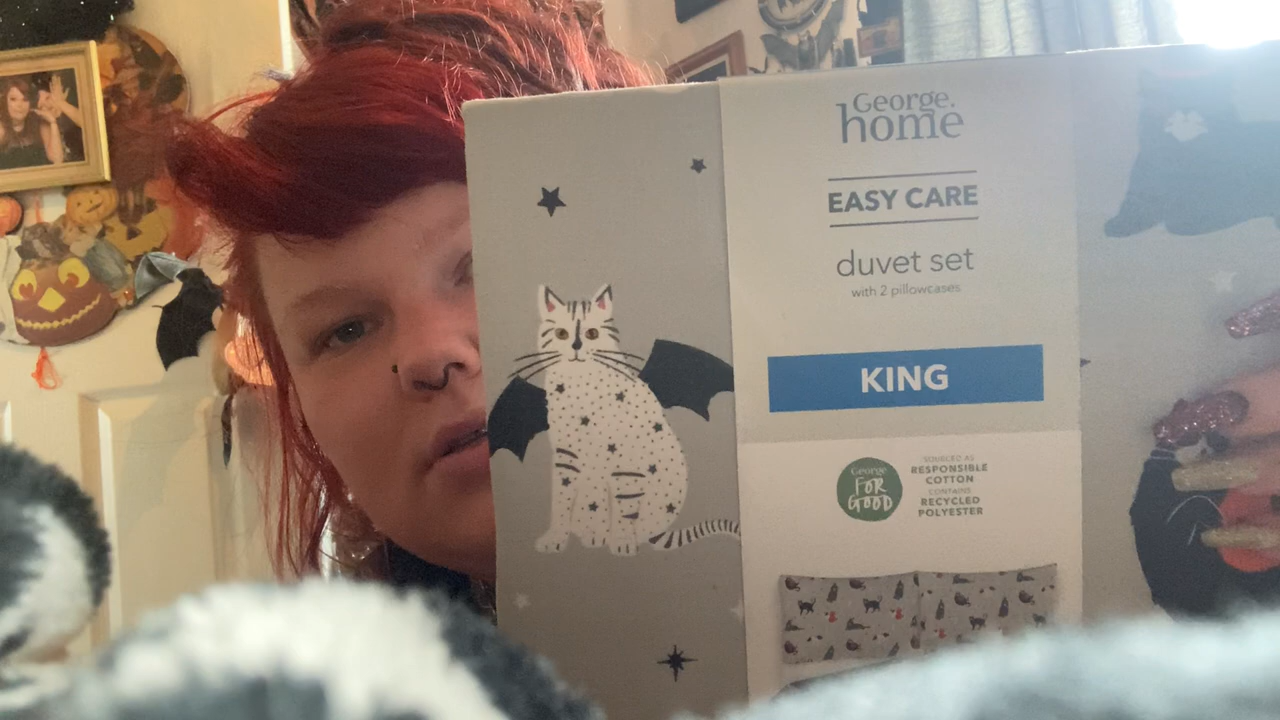 George.
home
EASY CARE
duvet set
with 2 pillowcases
KING
George
FOR
GOOD
SOURCED AS
RESPONSIBLE
COTTON
CONTAINS
RECYCLED
POLYESTER